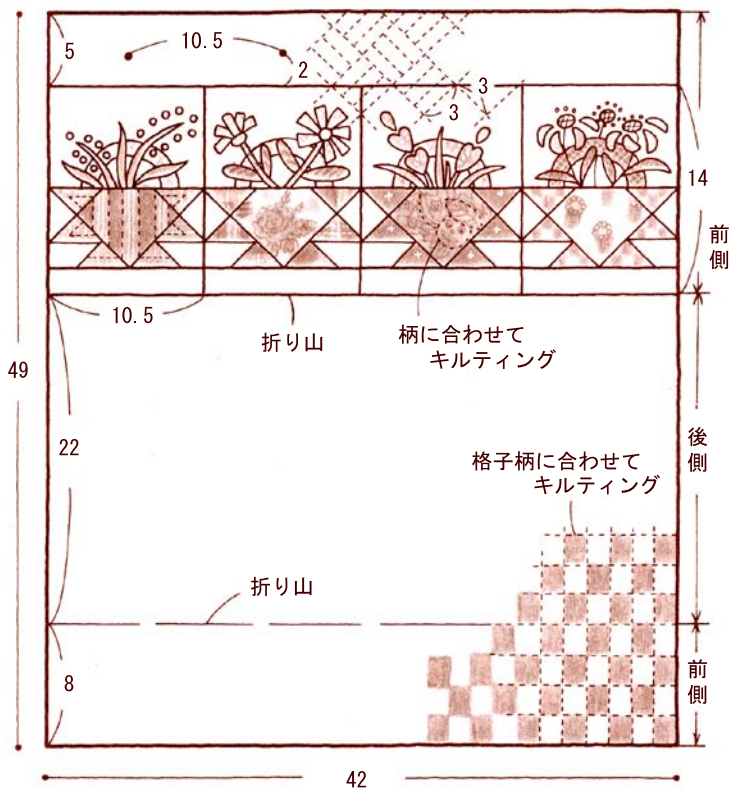 5
10.5
2
3
3
14
前側
10.5
折り山
柄に合わせて
キルティング
49
22
後側
格子柄に合わせて
キルティング
折り山
8
前側
42